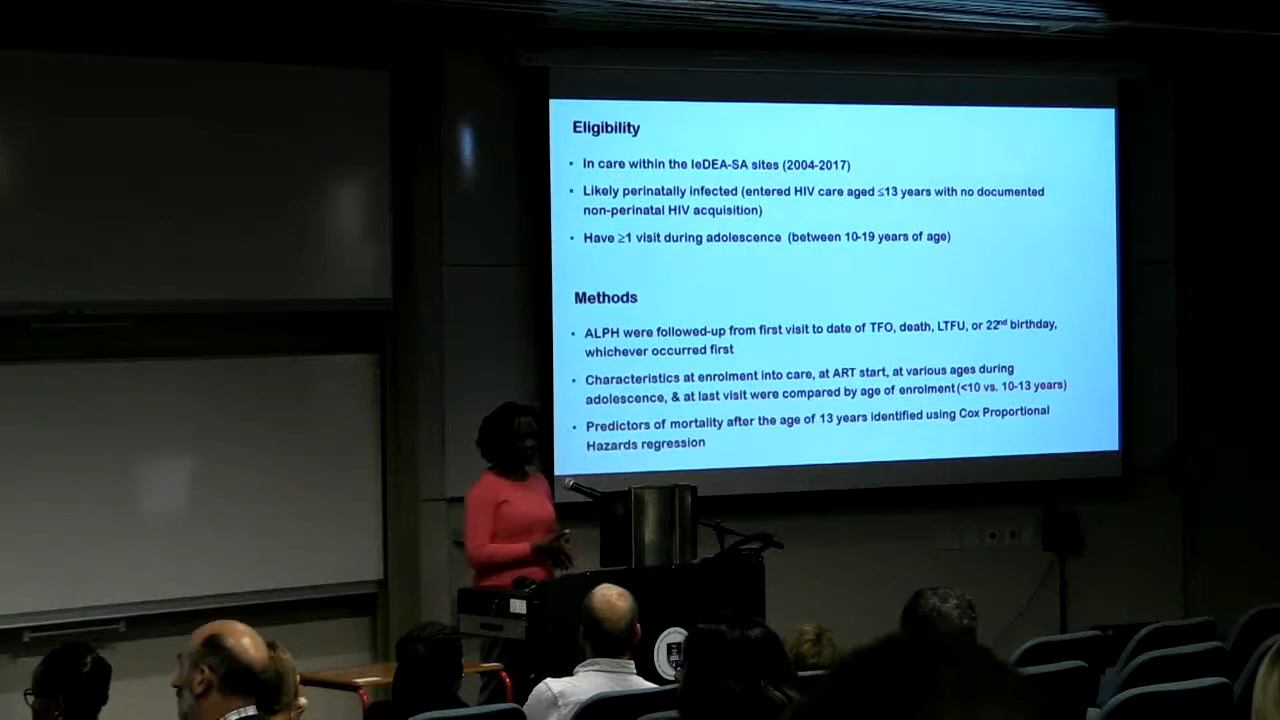 Eligibility
• In care within the IeDEA-SA sites (2004-2017)
• Likely perinatally infected (entered HIV care aged ≤13 years with no documented
non-perinatal HIV acquisition)
• Have ≥1 visit during adolescence (between 10-19 years of age)
Methods
• ALPH were followed-up from first visit to date of TFO, death, LTFU, or 22nd birthday,
whichever occurred first
• Characteristics at enrolment into care, at ART start, at various ages during
adolescence, & at last visit were compared by age of enrolment (<10 vs. 10-13 years)
• Predictors of mortality after the age of 13 years identified using Cox Proportional
Hazards regression